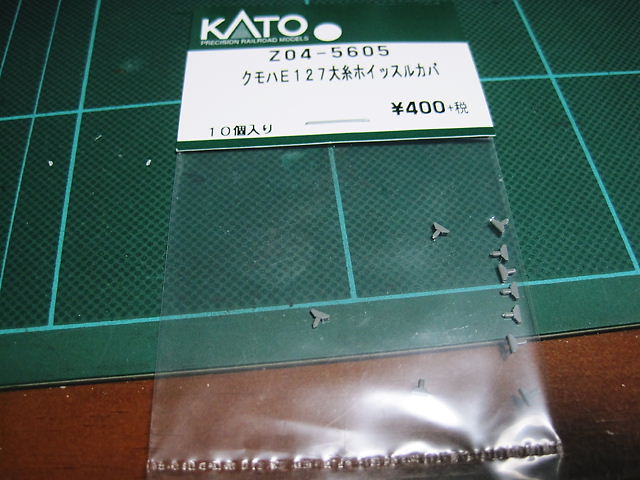 KATO
PRECISION RAILROAD MODELS
Z04-5605
クモハE127大糸ホイッスルカバ
¥400+税
10個入り